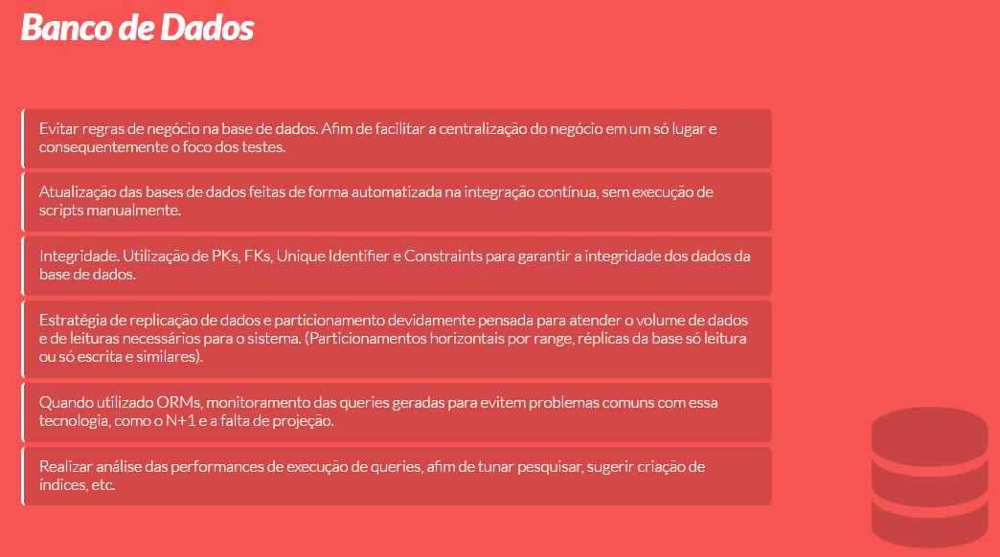 Banco de Dados
Evitar regras de negócio na base de dados. Afim de facilitar a centralização do negócio em um só lugar e
consequentemente o foco dos testes.
Atualização das bases de dados feitas de forma automatizada na integração contínua, sem execução de
scripts manualmente.
Integridade. Utilização de PKs, FKs, Unique Identifier e Constraints para garantir a integridade dos dados da
base de dados.
Estratégia de replicação de dados e particionamento devidamente pensada para atender o volume de dados
e de leituras necessários para o sistema. (Particionamentos horizontais por range, réplicas da base só leitura
ou só escrita e similares).
Quando utilizado ORMs, monitoramento das queries geradas para evitem problemas comuns com essa
tecnologia, como o N+1 e a falta de projeção.
Realizar análise das performances de execução de queries, afim de tunar pesquisar, sugerir criação de
índices, etc.